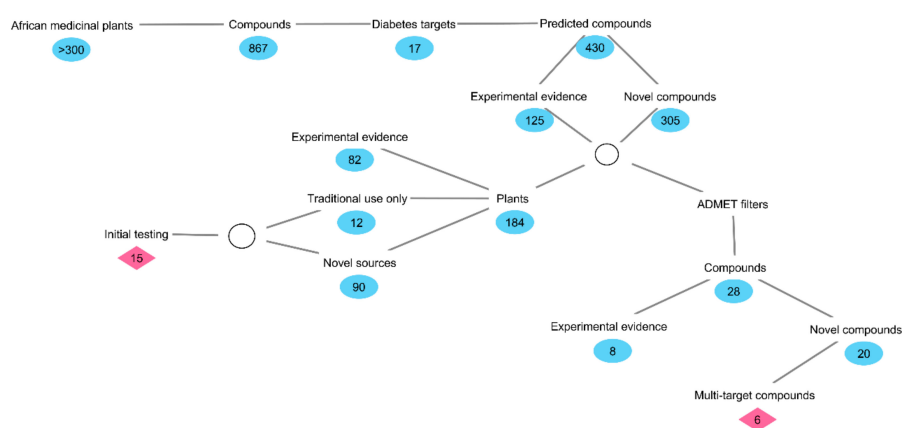 African medicinal plants
>300
Compounds
867
Diabetes targets
17
Predicted compounds
430
Experimental evidence
125
Novel compounds
305
Experimental evidence
82
Traditional use only
12
Plants
184
Initial testing
15
Novel sources
90
ADMET filters
Compounds
28
Experimental evidence
8
Novel compounds
20
Multi-target compounds
6